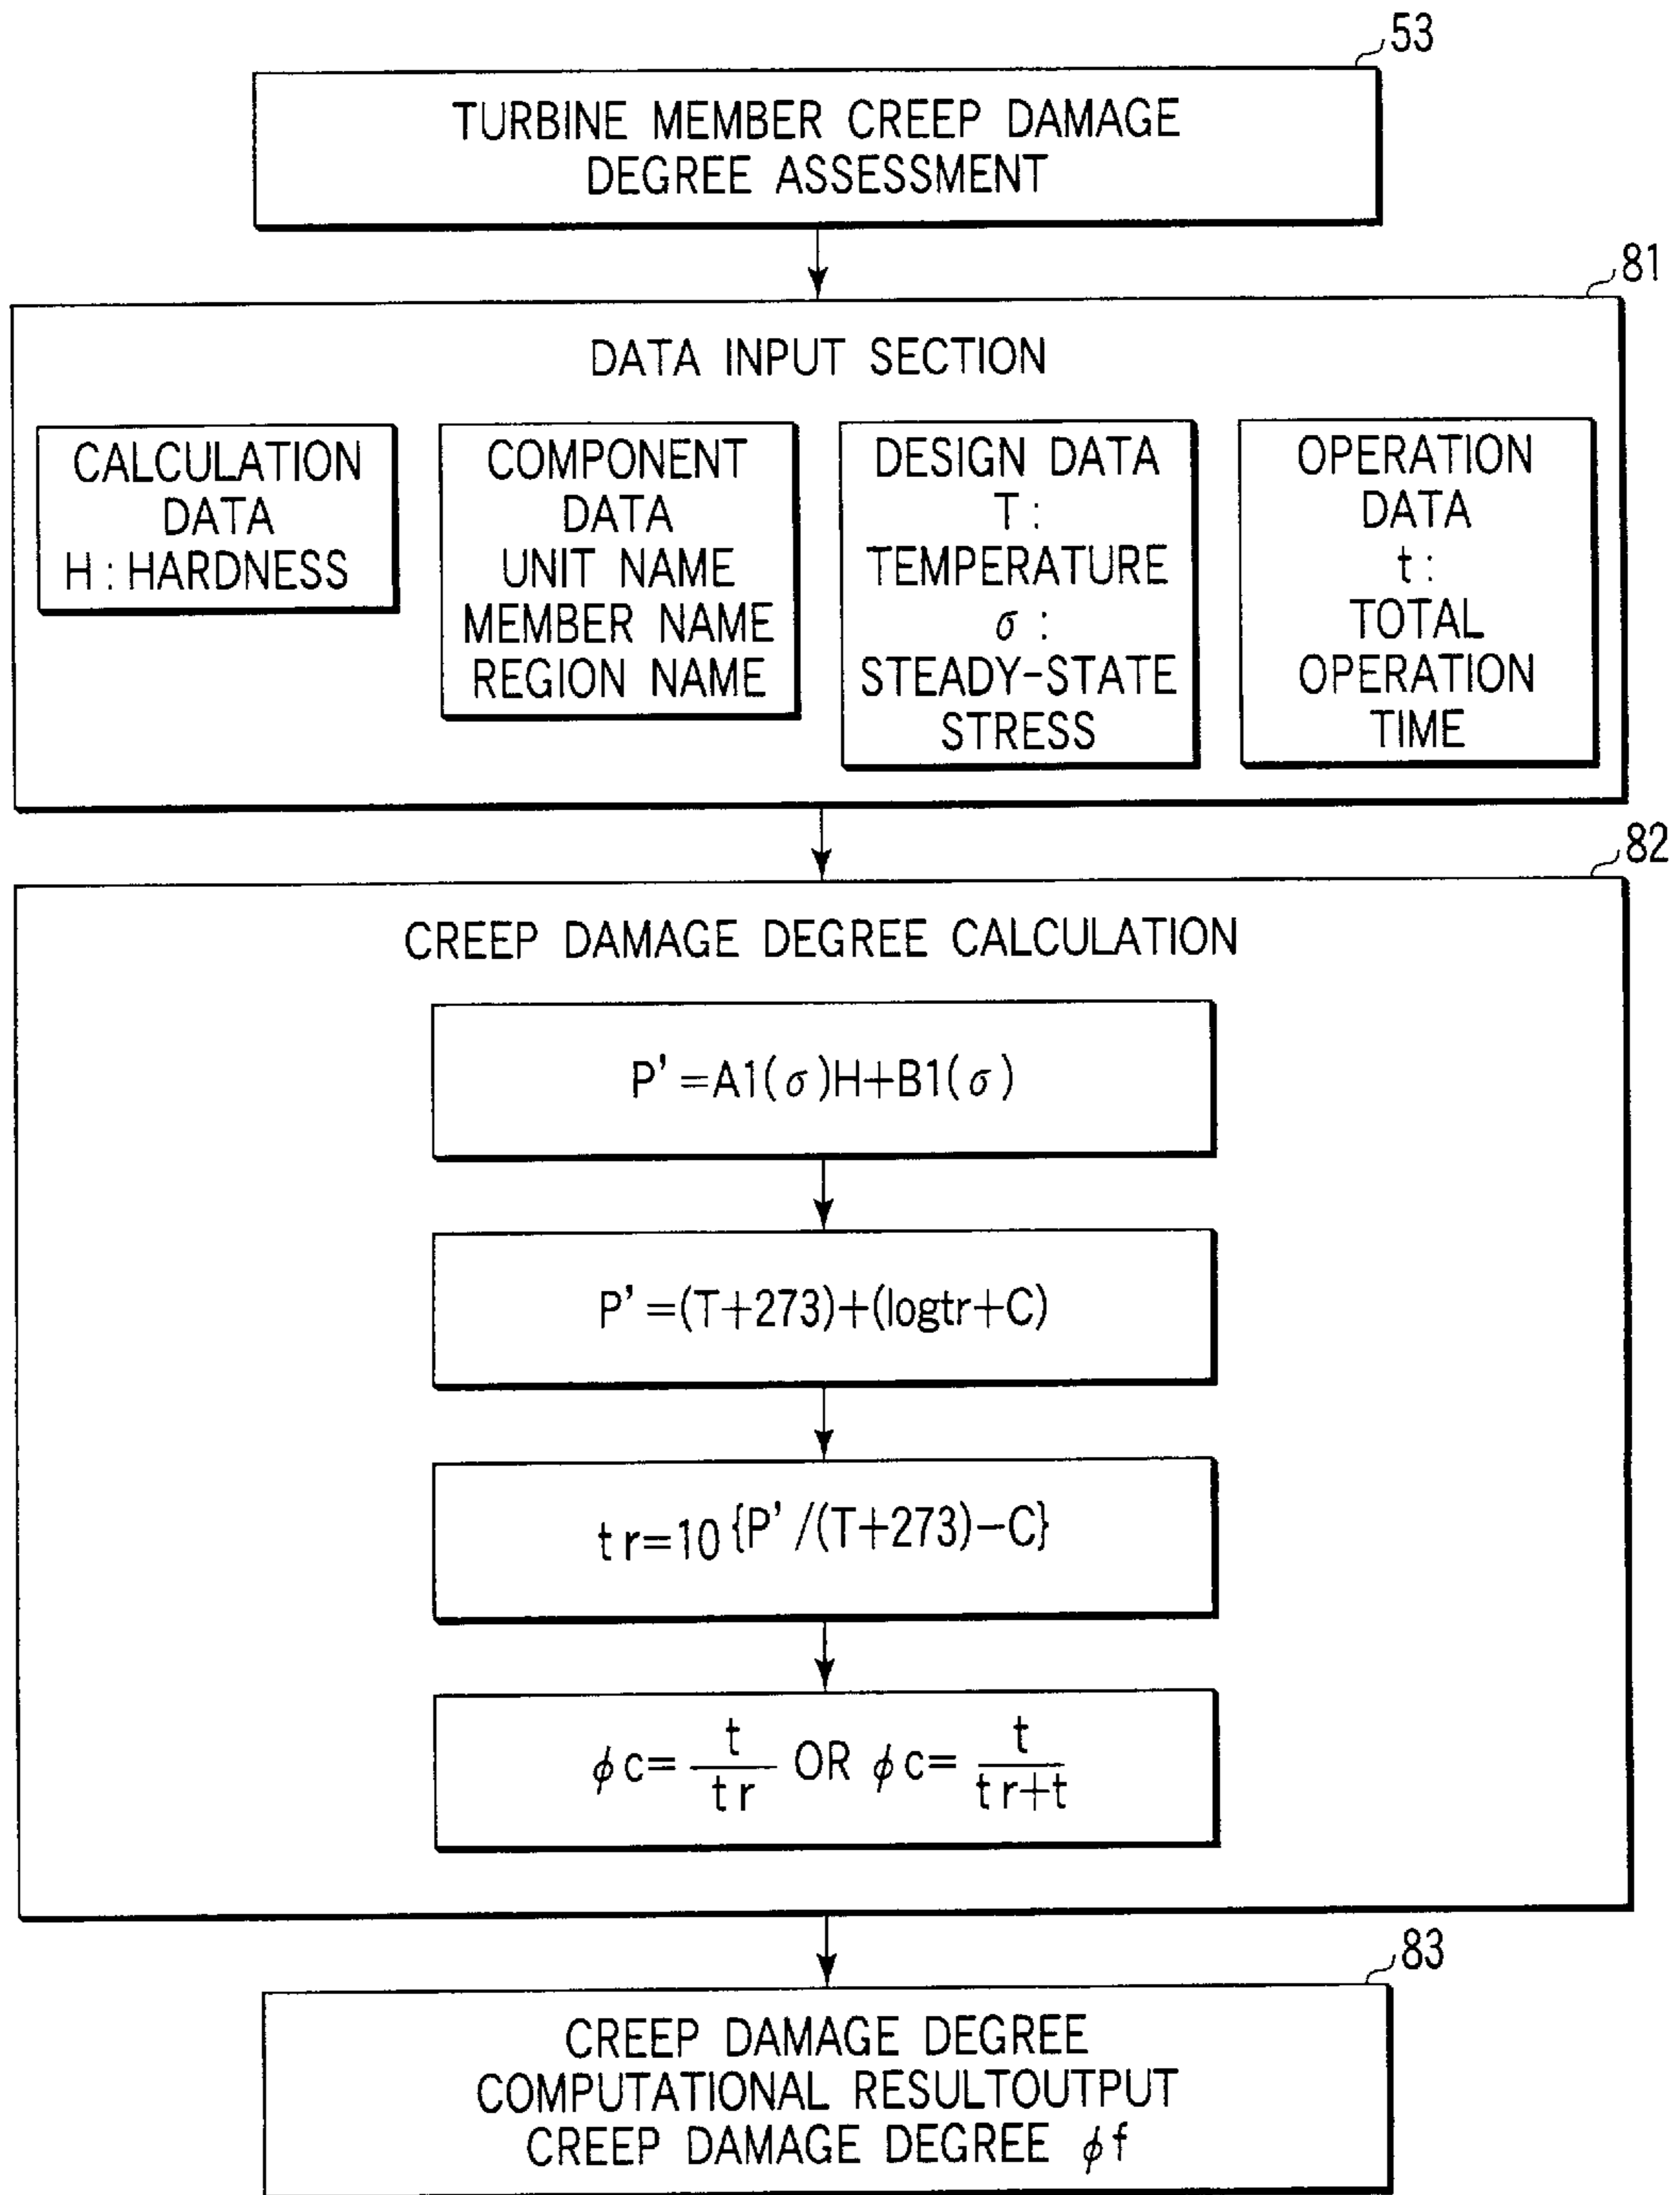 53
TURBINE MEMBER CREEP DAMAGE
DEGREE ASSESSMENT
81
DATA INPUT SECTION
CALCULATION
DATA
H : HARDNESS
COMPONENT
DATA
UNIT NAME
MEMBER NAME
REGION NAME
DESIGN DATA
T :
TEMPERATURE
σ :
STEADY-STATE
STRESS
OPERATION
DATA
t :
TOTAL
OPERATION
TIME
82
CREEP DAMAGE DEGREE CALCULATION
P' =A1(σ)H+B1(σ)
P' =(T+273)+(logtr+C)
tr=10{P' /(T+273)-C}
φc= t/tr OR φc= t/tr+t
83
CREEP DAMAGE DEGREE
COMPUTATIONAL RESULTOUTPUT
CREEP DAMAGE DEGREE φf